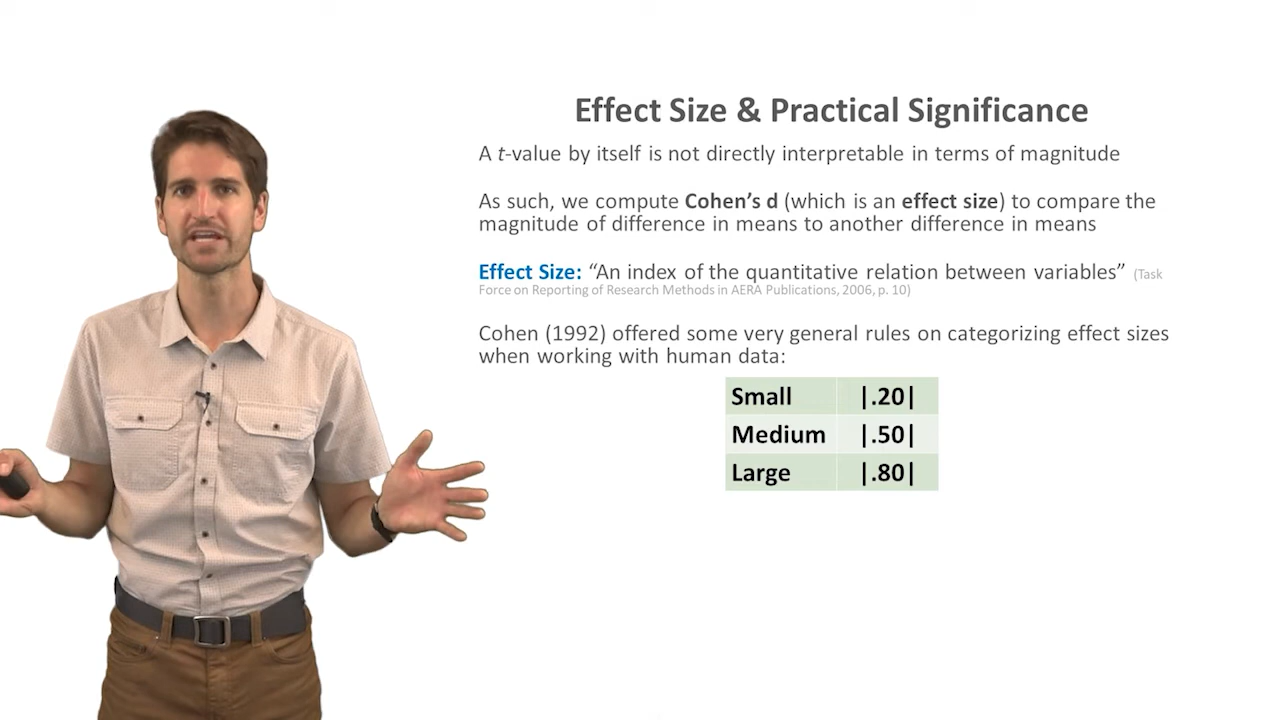 Effect Size & Practical Significance
A t-value by itself is not directly interpretable in terms of magnitude
As such, we compute Cohen's d (which is an effect size) to compare the
magnitude of difference in means to another difference in means
Effect Size: “An index of the quantitative relation between variables” (Task
Force on Reporting of Research Methods in AERA Publications, 2006, p. 10)
Cohen (1992) offered some very general rules on categorizing effect sizes
when working with human data:
Small |.20|
Medium |.50|
Large |.80|